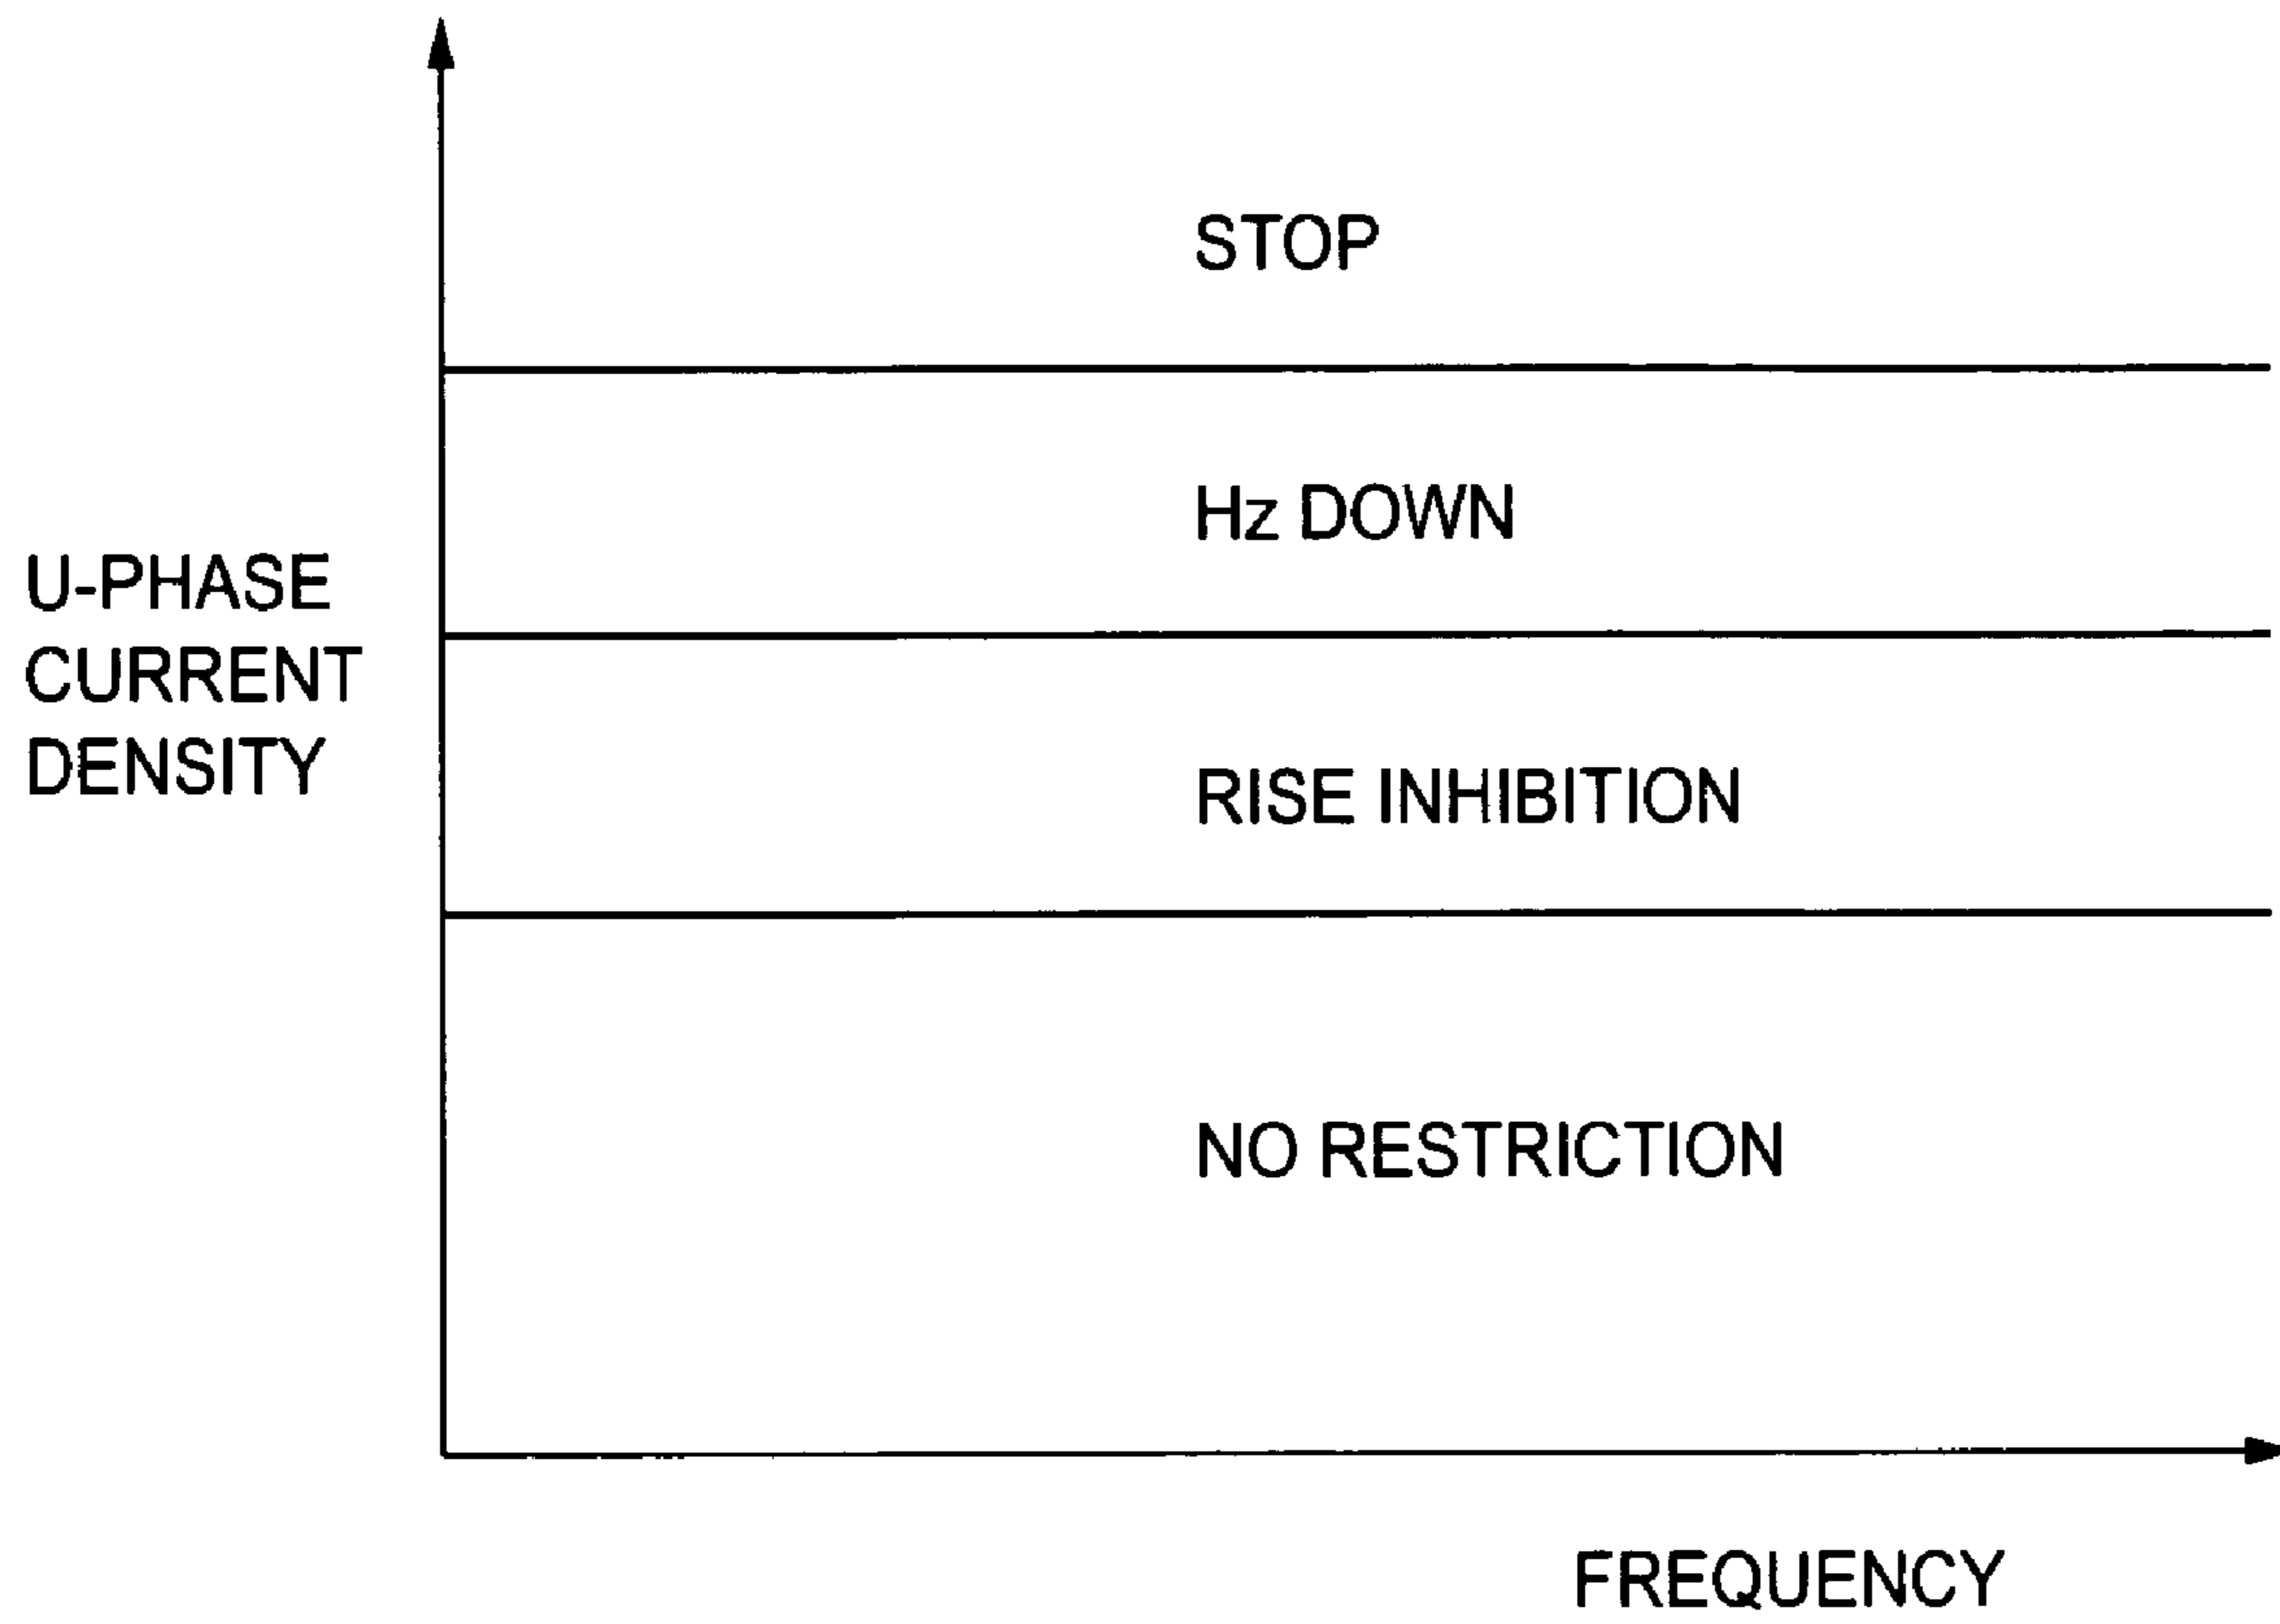 STOP
Hz DOWN
U-PHASE
CURRENT
DENSITY
RISE INHIBITION
NO RESTRICTION
FREQUENCY